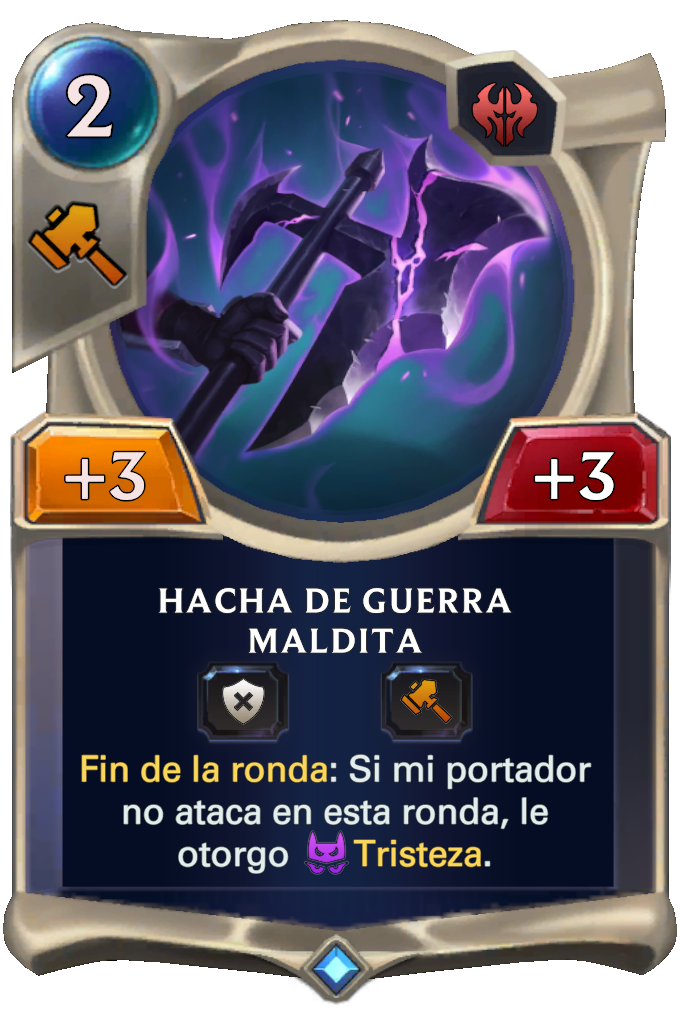 2
+3
+3
HACHA DE GUERRA
MALDITA
Fin de la ronda: Si mi portador
no ataca en esta ronda, le
otorgo Tristeza.